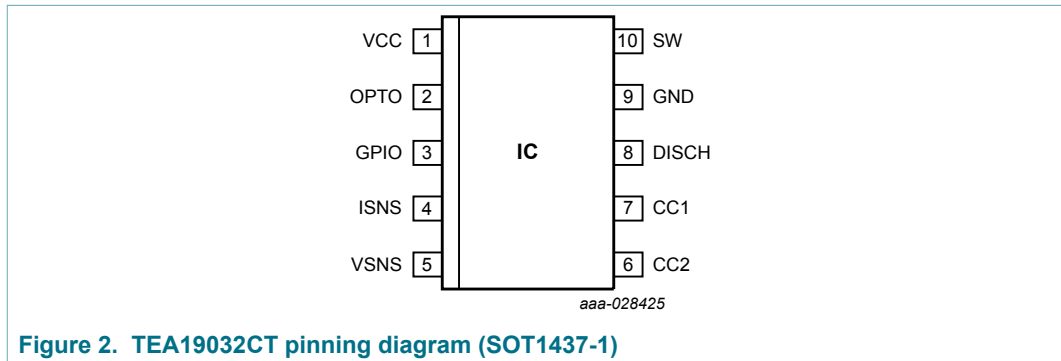 VCC 1 10 SW
OPTO 2 9 GND
GPIO 3 IC 8 DISCH
ISNS 4 7 CC1
VSNS 5 6 CC2
aaa-028425
Figure 2. TEA19032CT pinning diagram (SOT1437-1)